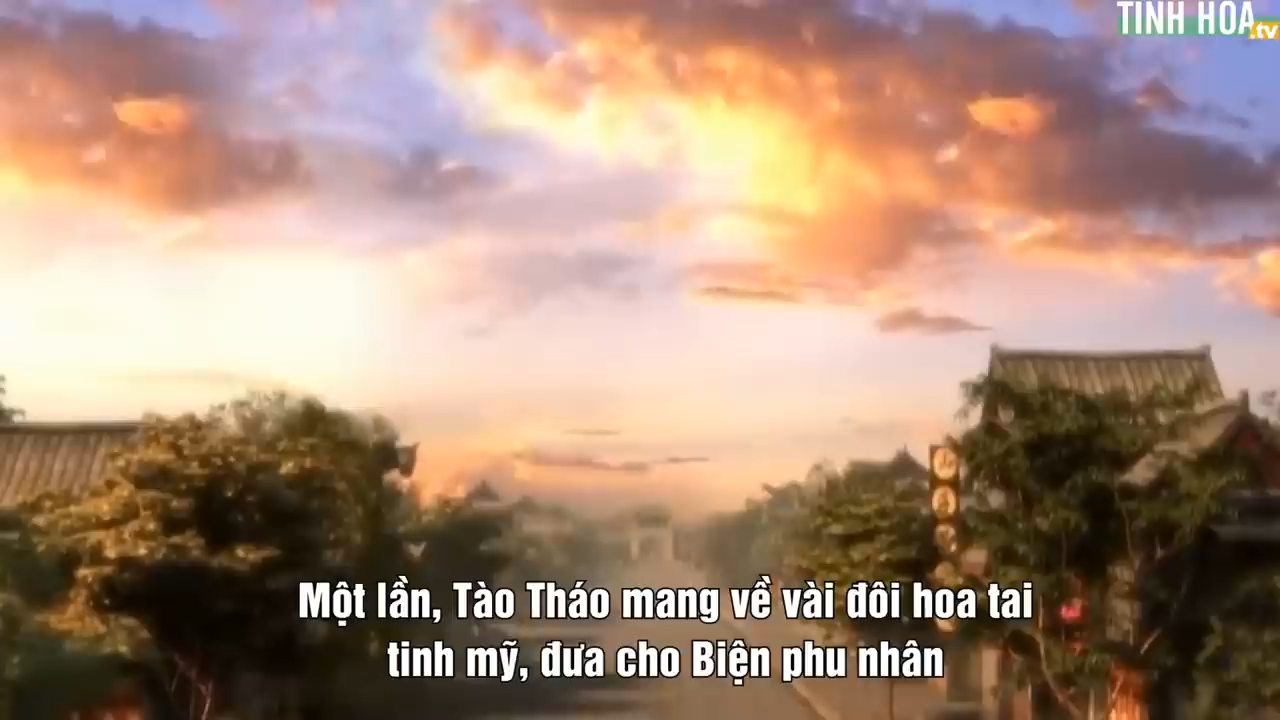 TINH HOA
.tv
Một lần, Tào Tháo mang về vài đôi hoa tai
tinh mỹ, đưa cho Biện phu nhân